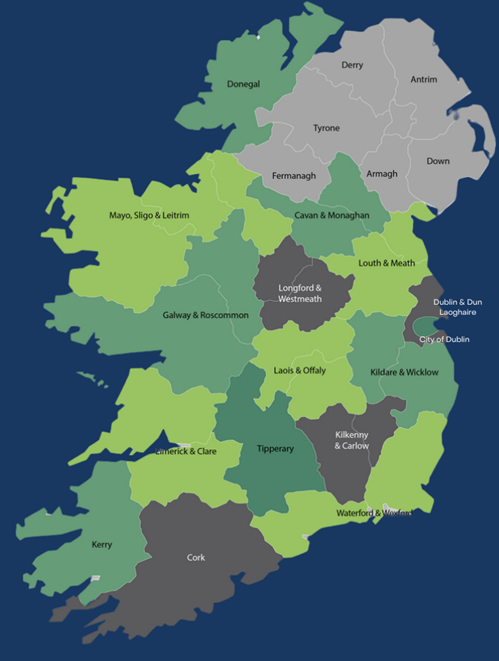 Derry
Antrim
Donegal
Tyrone
Down
Fermanagh
Armagh
Mayo, Sligo & Leitrim
Cavan & Monaghan
Louth & Meath
Longford &
Westmeath
Dublin & Dun
Laoghaire
Galway & Roscommon
City of Dublin
Laois & Offaly
Kildare & Wicklow
Kilkenny
& Carlow
Tipperary
Limerick & Clare
Waterford & Wexford
Kerry
Cork